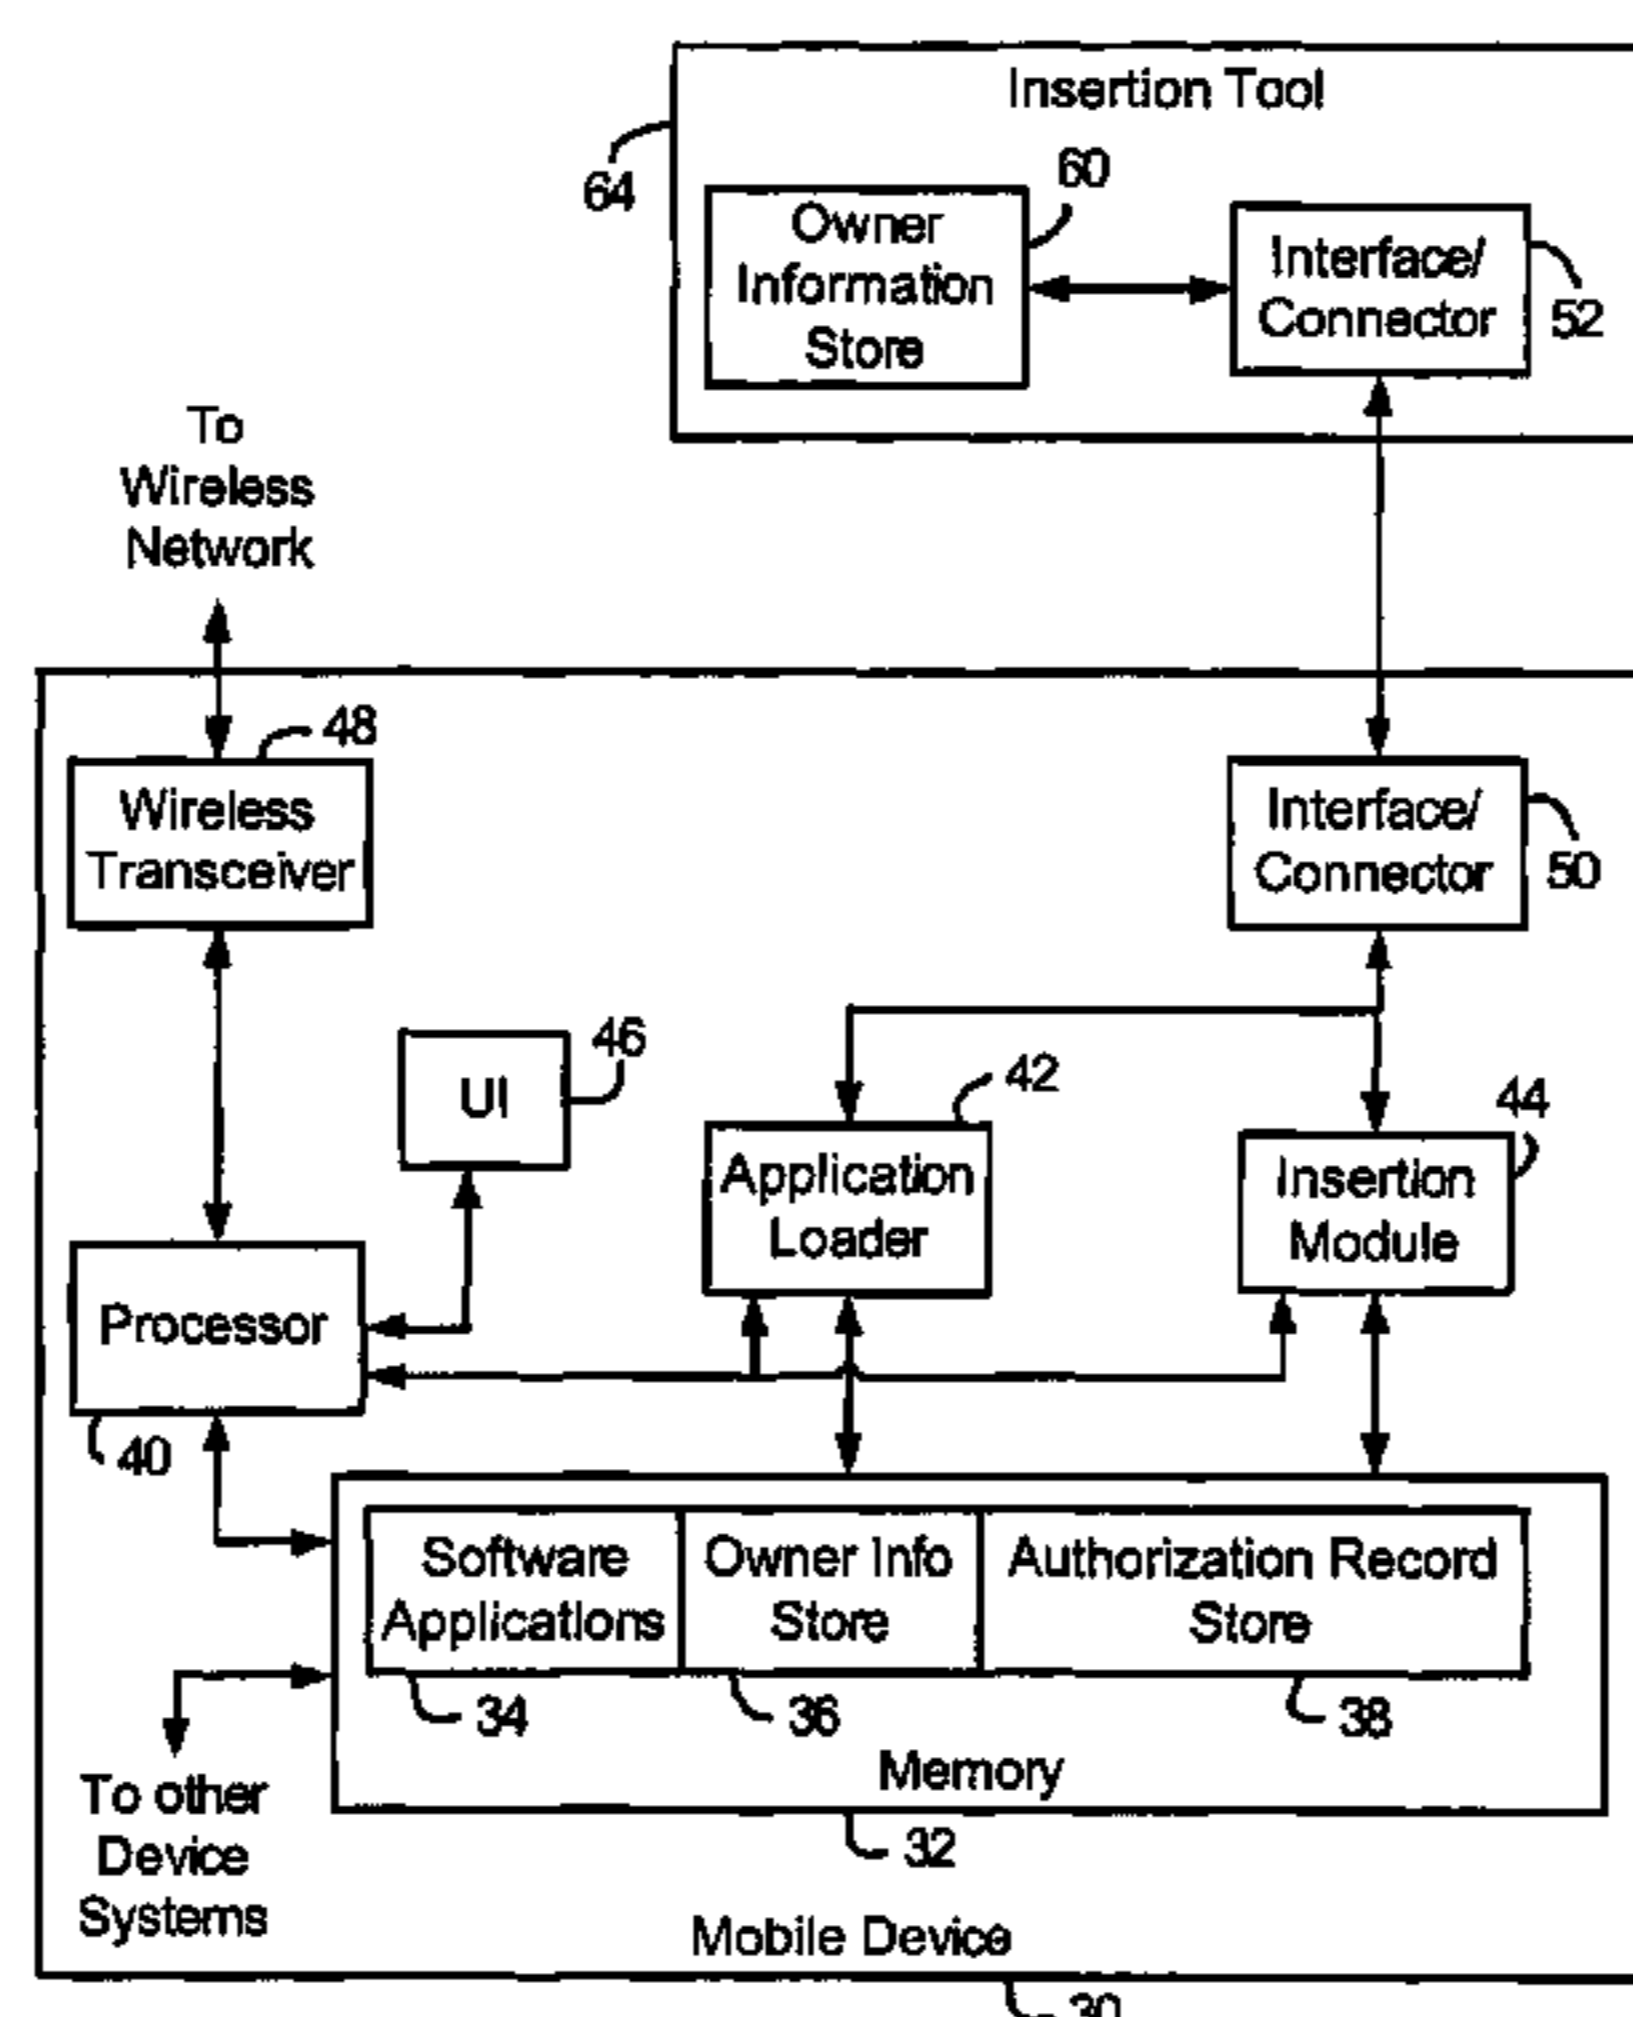 Insertion Tool
64
60
Owner
Information
Store
Interface/
Connector
52
To
Wireless
Network
48
Wireless
Transceiver
Interface/
Connector
50
46
UI
42
Application
Loader
44
Insertion
Module
Processor
40
Software
Applications
Owner Info
Store
Authorization Record
Store
34
36
38
Memory
32
To other
Device
Systems
Mobile Device
30